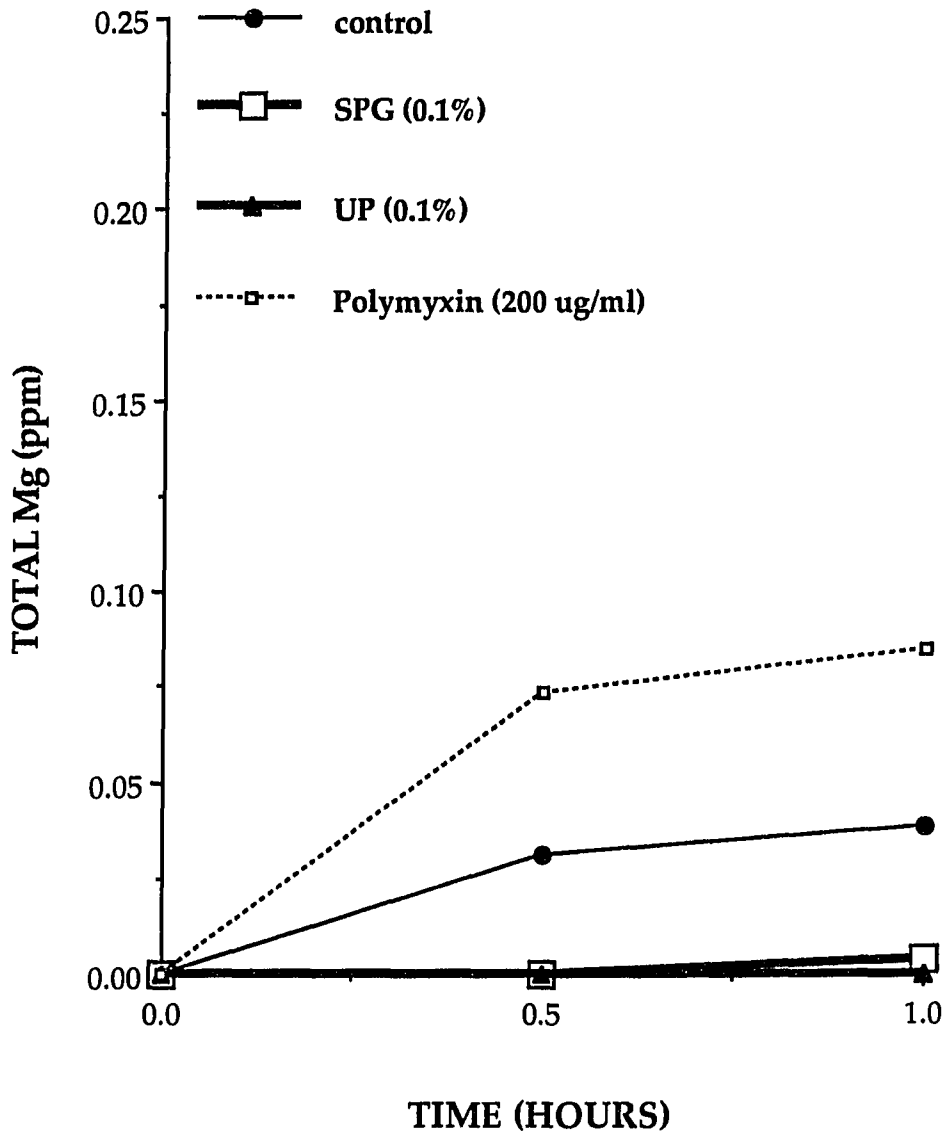 0.25
control
SPG (0.1%)
0.20
UP (0.1%)
Polymyxin (200 ug/ml)
0.15
TOTAL Mg (ppm)
0.10
0.05
0.00
0.0
0.5
1.0
TIME (HOURS)